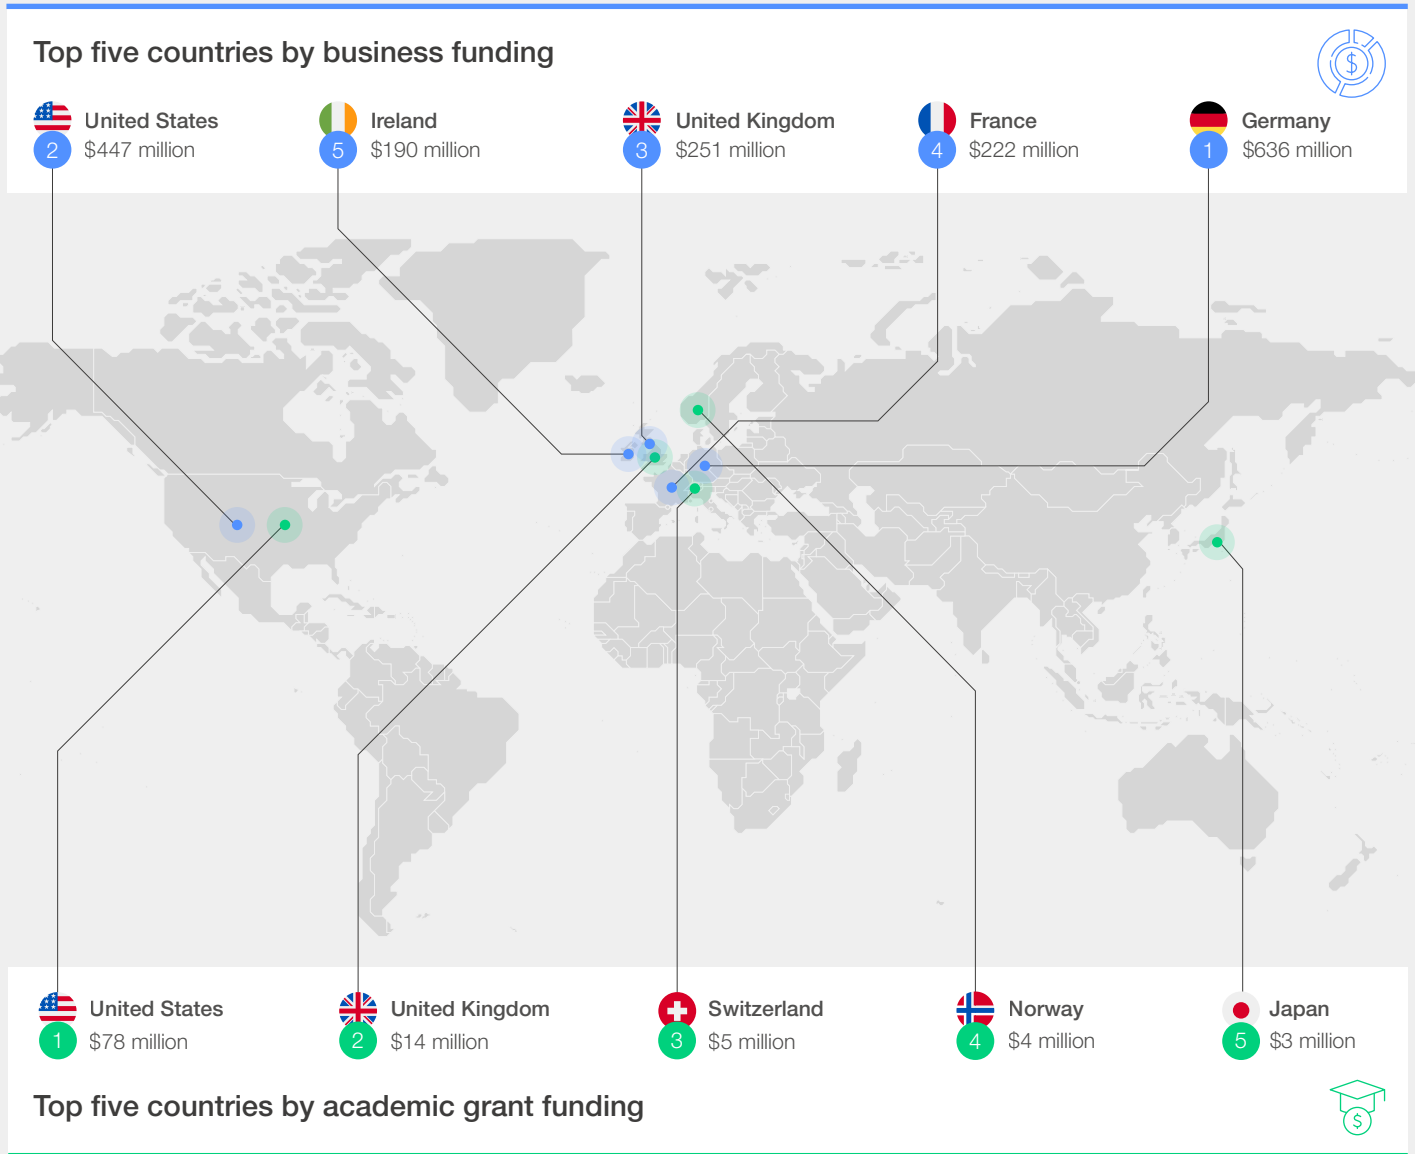 Top five countries by business funding
$
United States
2
$447 million
Ireland
5
$190 million
United Kingdom
3
$251 million
France
4
$222 million
Germany
1
$636 million
United States
1
$78 million
United Kingdom
2
$14 million
Switzerland
3
$5 million
Norway
4
$4 million
Japan
5
$3 million
Top five countries by academic grant funding
$